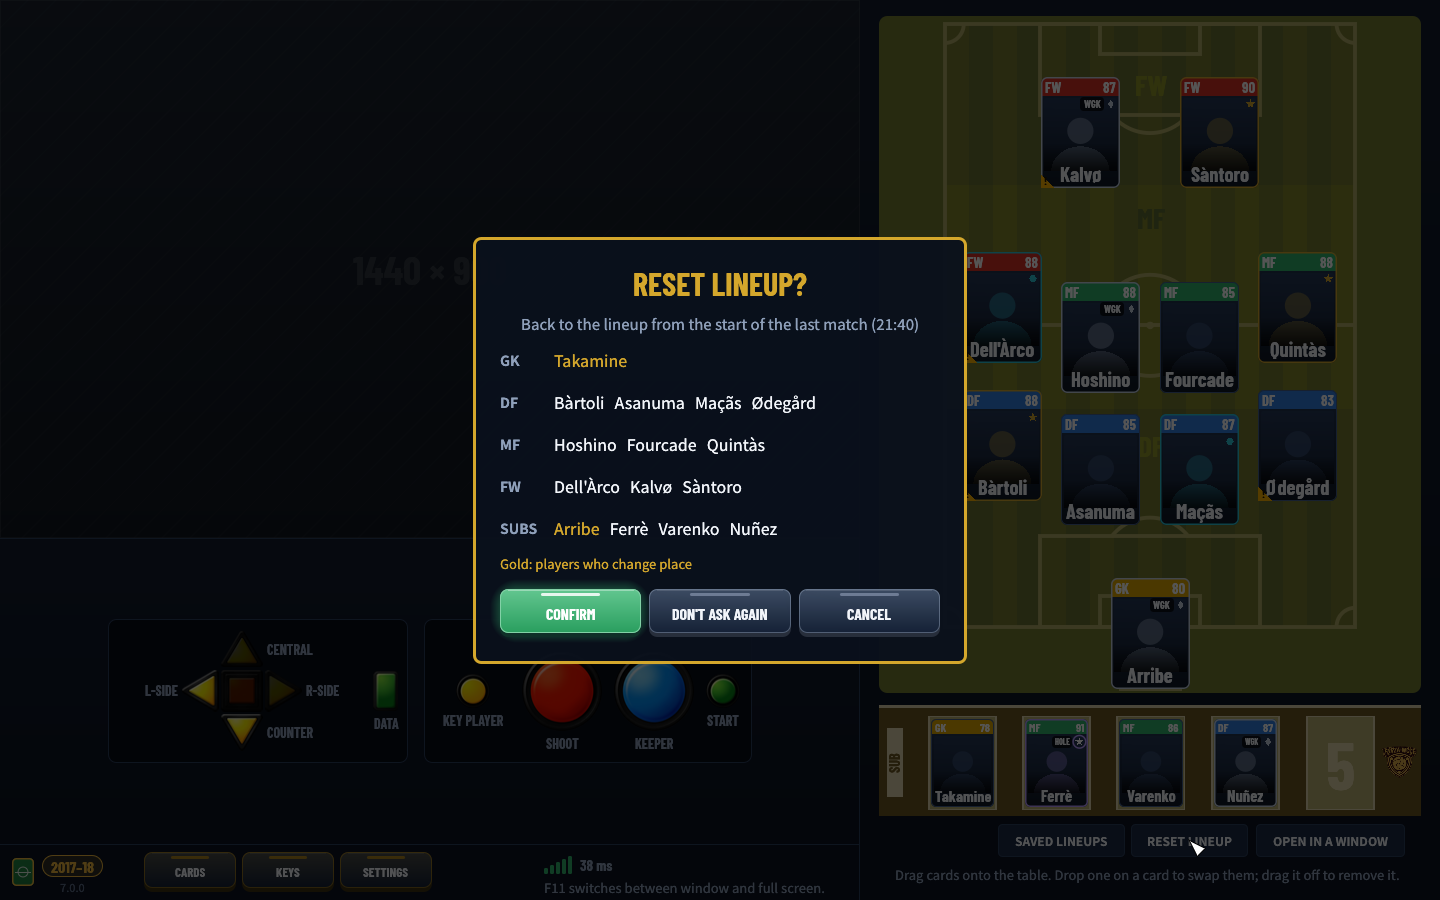 1440 × 9
RESET LINEUP?
Back to the lineup from the start of the last match (21:40)
GK Takamine
DF Bàrtoli Asanuma Maçãs Ødegård
MF Hoshino Fourcade Quintàs
FW Dell'Àrco Kalvø Sàntoro
SUBS Arribe Ferrè Varenko Nuñez
Gold: players who change place
CONFIRM DON'T ASK AGAIN CANCEL
FW
FW 87
WGK
Kalvø
FW 90
Sàntoro
MF
FW 88
Dell'Àrco
MF 88
WGK
Hoshino
MF 85
Fourcade
MF 88
Quintàs
DF
DF 88
Bàrtoli
DF 85
Asanuma
DF 87
Maçãs
DF 83
Ødegård
GK 80
WGK
Arribe
SUB
GK 78
Takamine
MF 91
HOLE
Ferrè
MF 86
Varenko
DF 87
WGK
Nuñez
5
SAVED LINEUPS RESET LINEUP OPEN IN A WINDOW
Drag cards onto the table. Drop one on a card to swap them; drag it off to remove it.
CENTRAL
L-SIDE R-SIDE
COUNTER
DATA
KEY PLAYER
SHOOT
KEEPER
START
2017-18
7.0.0
CARDS KEYS SETTINGS
38 ms
F11 switches between window and full screen.